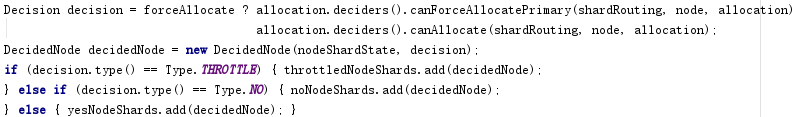 Decision decision = forceAllocate ? allocation.deciders().canForceAllocatePrimary(shardRouting, node, allocation)
allocation.deciders().canAllocate(shardRouting, node, allocation);
DecidedNode decidedNode = new DecidedNode(nodeShardState, decision);
if (decision.type() == Type.THROTTLE) { throttledNodeShards.add(decidedNode);
} else if (decision.type() == Type.NO) { noNodeShards.add(decidedNode);
} else { yesNodeShards.add(decidedNode); }